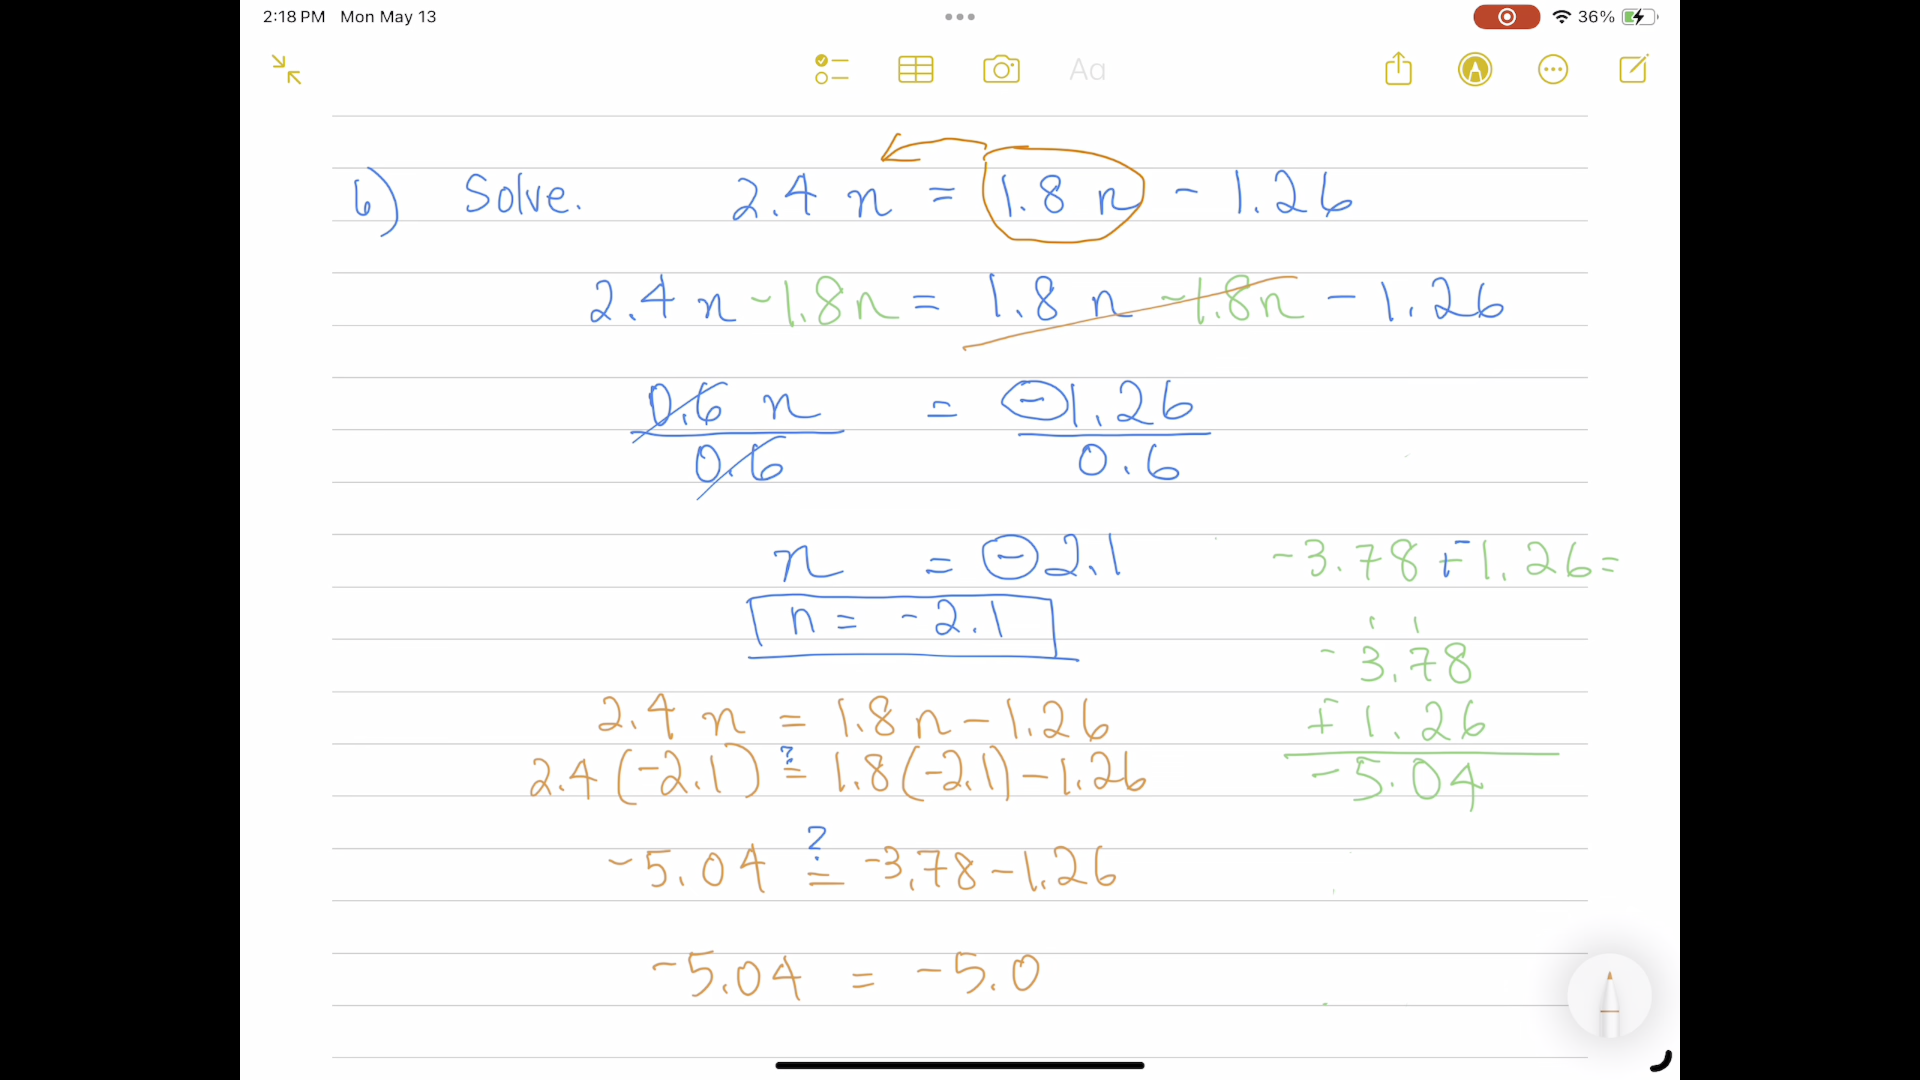 2:18 PM Mon May 13
36%
Aa
6) Solve. 2.4 n = 1.8 n - 1.26
2.4 n - 1.8n = 1.8 n - 1.8n - 1.26
0.6 n = -1.26
0.6 0.6
n = -2.1
-3.78 + -1.26 =
n = -2.1
1 1
-3.78
+ -1.26
-5.04
2.4 n = 1.8 n - 1.26
2.4 (-2.1) ?= 1.8 (-2.1) - 1.26
-5.04 ?= -3.78 - 1.26
-5.04 = -5.0